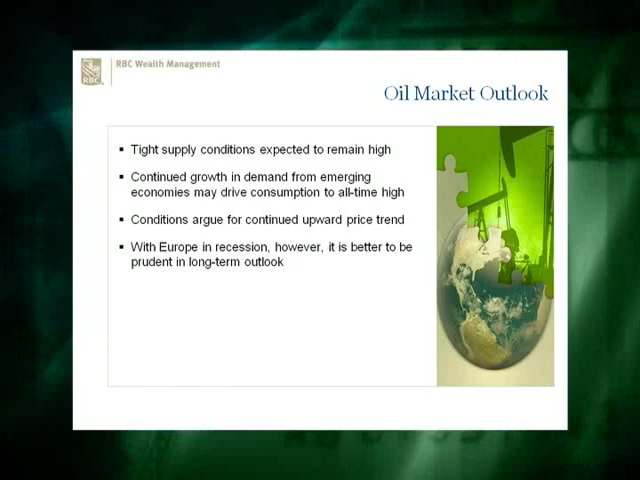 RBC Wealth Management
RBC
Oil Market Outlook
▪ Tight supply conditions expected to remain high
▪ Continued growth in demand from emerging
economies may drive consumption to all-time high
▪ Conditions argue for continued upward price trend
▪ With Europe in recession, however, it is better to be
prudent in long-term outlook